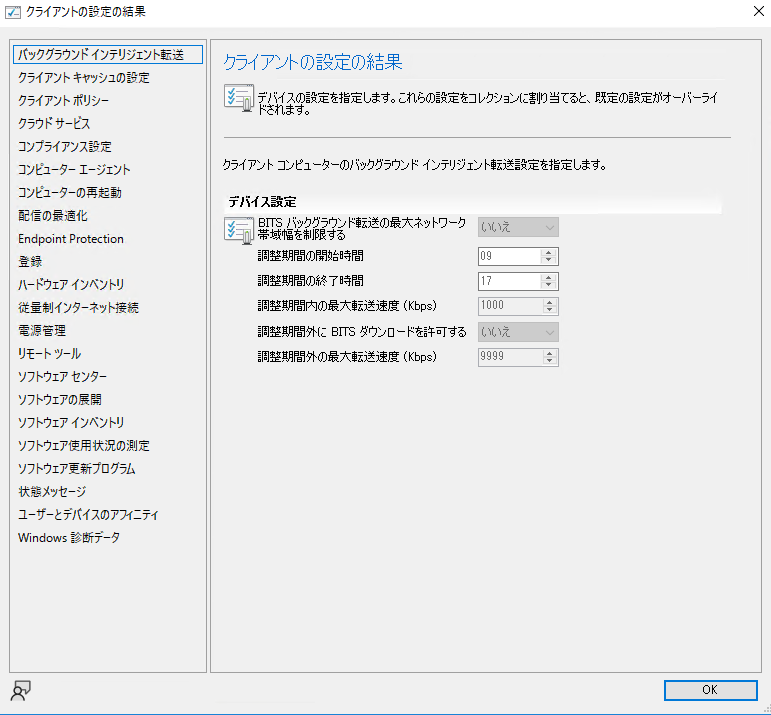 クライアントの設定の結果
バックグラウンド インテリジェント転送
クライアント キャッシュの設定
クライアント ポリシー
クラウド サービス
コンプライアンス設定
コンピューター エージェント
コンピューターの再起動
配信の最適化
Endpoint Protection
登録
ハードウェア インベントリ
従量制インターネット接続
電源管理
リモート ツール
ソフトウェア センター
ソフトウェアの展開
ソフトウェア インベントリ
ソフトウェア使用状況の測定
ソフトウェア更新プログラム
状態メッセージ
ユーザーとデバイスのアフィニティ
Windows 診断データ
クライアントの設定の結果
デバイスの設定を指定します。これらの設定をコレクションに割り当てると、既定の設定がオーバーライ
ドされます。
クライアント コンピューターのバックグラウンド インテリジェント転送設定を指定します。
デバイス設定
BITS バックグラウンド転送の最大ネットワーク
帯域幅を制限する
いいえ
調整期間の開始時間
09
調整期間の終了時間
17
調整期間内の最大転送速度 (Kbps)
1000
調整期間外に BITS ダウンロードを許可する
いいえ
調整期間外の最大転送速度 (Kbps)
9999
OK